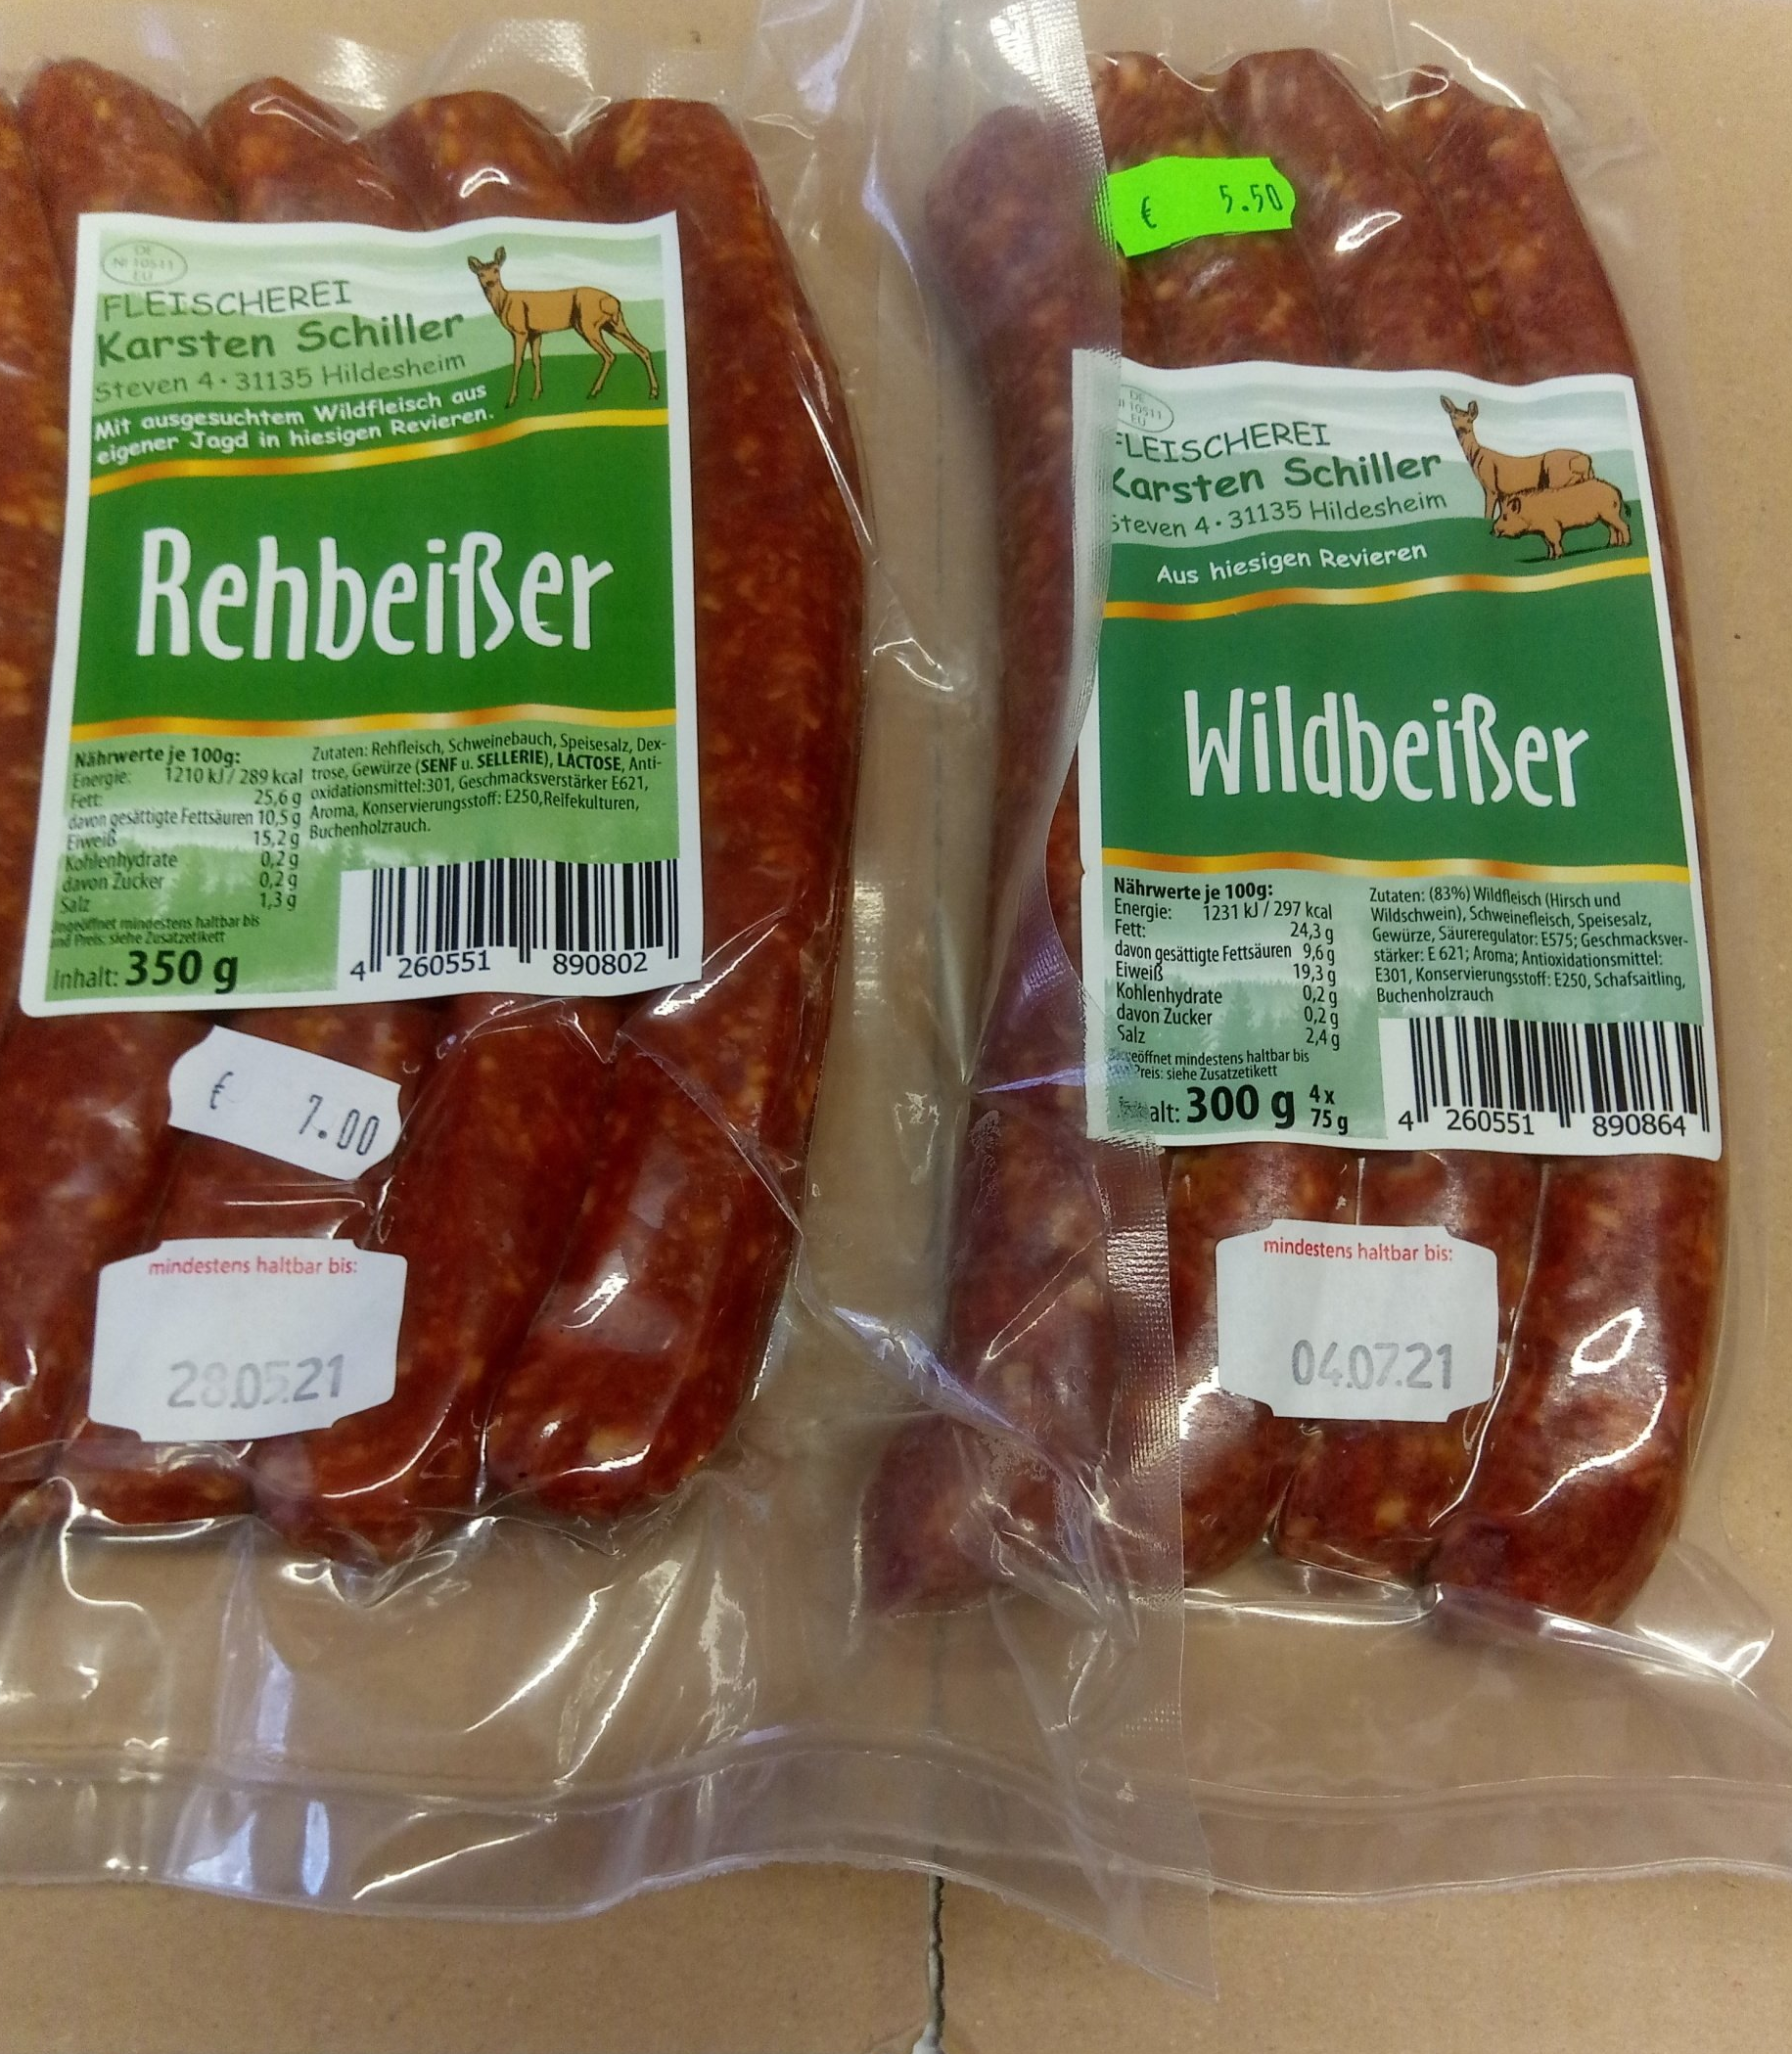 DE
NI 10511
EU
FLEISCHEREI
Karsten Schiller
Steven 4 · 31135 Hildesheim
Mit ausgesuchtem Wildfleisch aus
eigener Jagd in hiesigen Revieren.
Rehbeißer
Nährwerte je 100g:
Energie: 1210 kJ / 289 kcal
Fett: 25,6 g
davon gesättigte Fettsäuren 10,5 g
Eiweiß 15,2 g
Kohlenhydrate 0,2 g
davon Zucker 0,2 g
Salz 1,3 g
Zutaten: Rehfleisch, Schweinebauch, Speisesalz, Dex-
trose, Gewürze (SENF u. SELLERIE), LACTOSE, Anti-
oxidationsmittel:301, Geschmacksverstärker E621,
Aroma, Konservierungsstoff: E250,Reifekulturen,
Buchenholzrauch.
mindestens haltbar bis
und Preis: siehe Zusatzetikett
Inhalt: 350 g
4 260551 890802
€ 7.00
mindestens haltbar bis:
28.05.21
€ 5.50
DE
NI 10511
EU
FLEISCHEREI
Karsten Schiller
Steven 4 · 31135 Hildesheim
Aus hiesigen Revieren
Wildbeißer
Nährwerte je 100g:
Energie: 1231 kJ / 297 kcal
Fett: 24,3 g
davon gesättigte Fettsäuren 9,6 g
Eiweiß 19,3 g
Kohlenhydrate 0,2 g
davon Zucker 0,2 g
Salz 2,4 g
Zutaten: (83%) Wildfleisch (Hirsch und
Wildschwein), Schweinefleisch, Speisesalz,
Gewürze, Säureregulator: E575; Geschmacksver-
stärker: E 621; Aroma; Antioxidationsmittel:
E301, Konservierungsstoff: E250, Schafsaitling,
Buchenholzrauch
mindestens haltbar bis
Preis: siehe Zusatzetikett
alt: 300 g 4 x
75 g
4 260551 890864
mindestens haltbar bis:
04.07.21